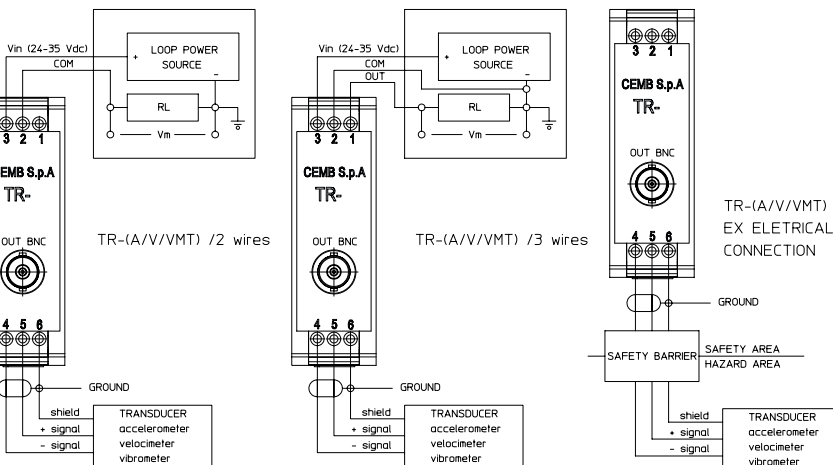 Vin (24-35 Vdc)
COM
+
LOOP POWER
SOURCE
-
RL
Vm
3 2 1
EMB S.p.A
TR-
OUT BNC
4 5 6
TR-(A/V/VMT) /2 wires
GROUND
shield
+ signal
- signal
TRANSDUCER
accelerometer
velocimeter
vibrometer
Vin (24-35 Vdc)
COM
OUT
+
LOOP POWER
SOURCE
-
RL
Vm
3 2 1
CEMB S.p.A
TR-
OUT BNC
4 5 6
TR-(A/V/VMT) /3 wires
GROUND
shield
+ signal
- signal
TRANSDUCER
accelerometer
velocimeter
vibrometer
3 2 1
CEMB S.p.A
TR-
OUT BNC
4 5 6
TR-(A/V/VMT)
EX ELETRICAL
CONNECTION
GROUND
SAFETY BARRIER
SAFETY AREA
HAZARD AREA
shield
+ signal
- signal
TRANSDUCER
accelerometer
velocimeter
vibrometer